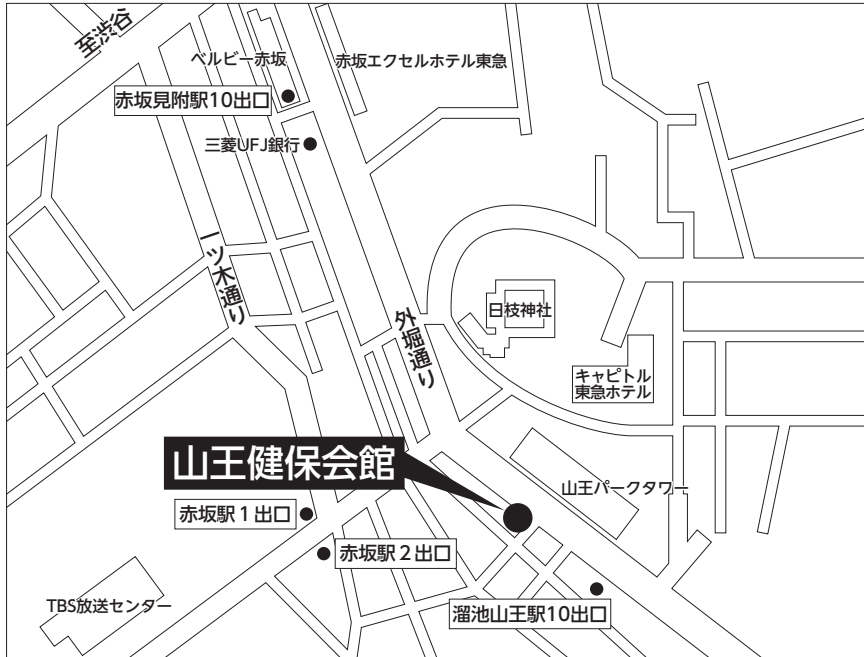 至渋谷
ベルビー赤坂
赤坂エクセルホテル東急
赤坂見附駅10出口
三菱UFJ銀行
一ツ木通り
外堀通り
日枝神社
キャピトル
東急ホテル
山王健保会館
山王パークタワー
赤坂駅1出口
赤坂駅2出口
TBS放送センター
溜池山王駅10出口